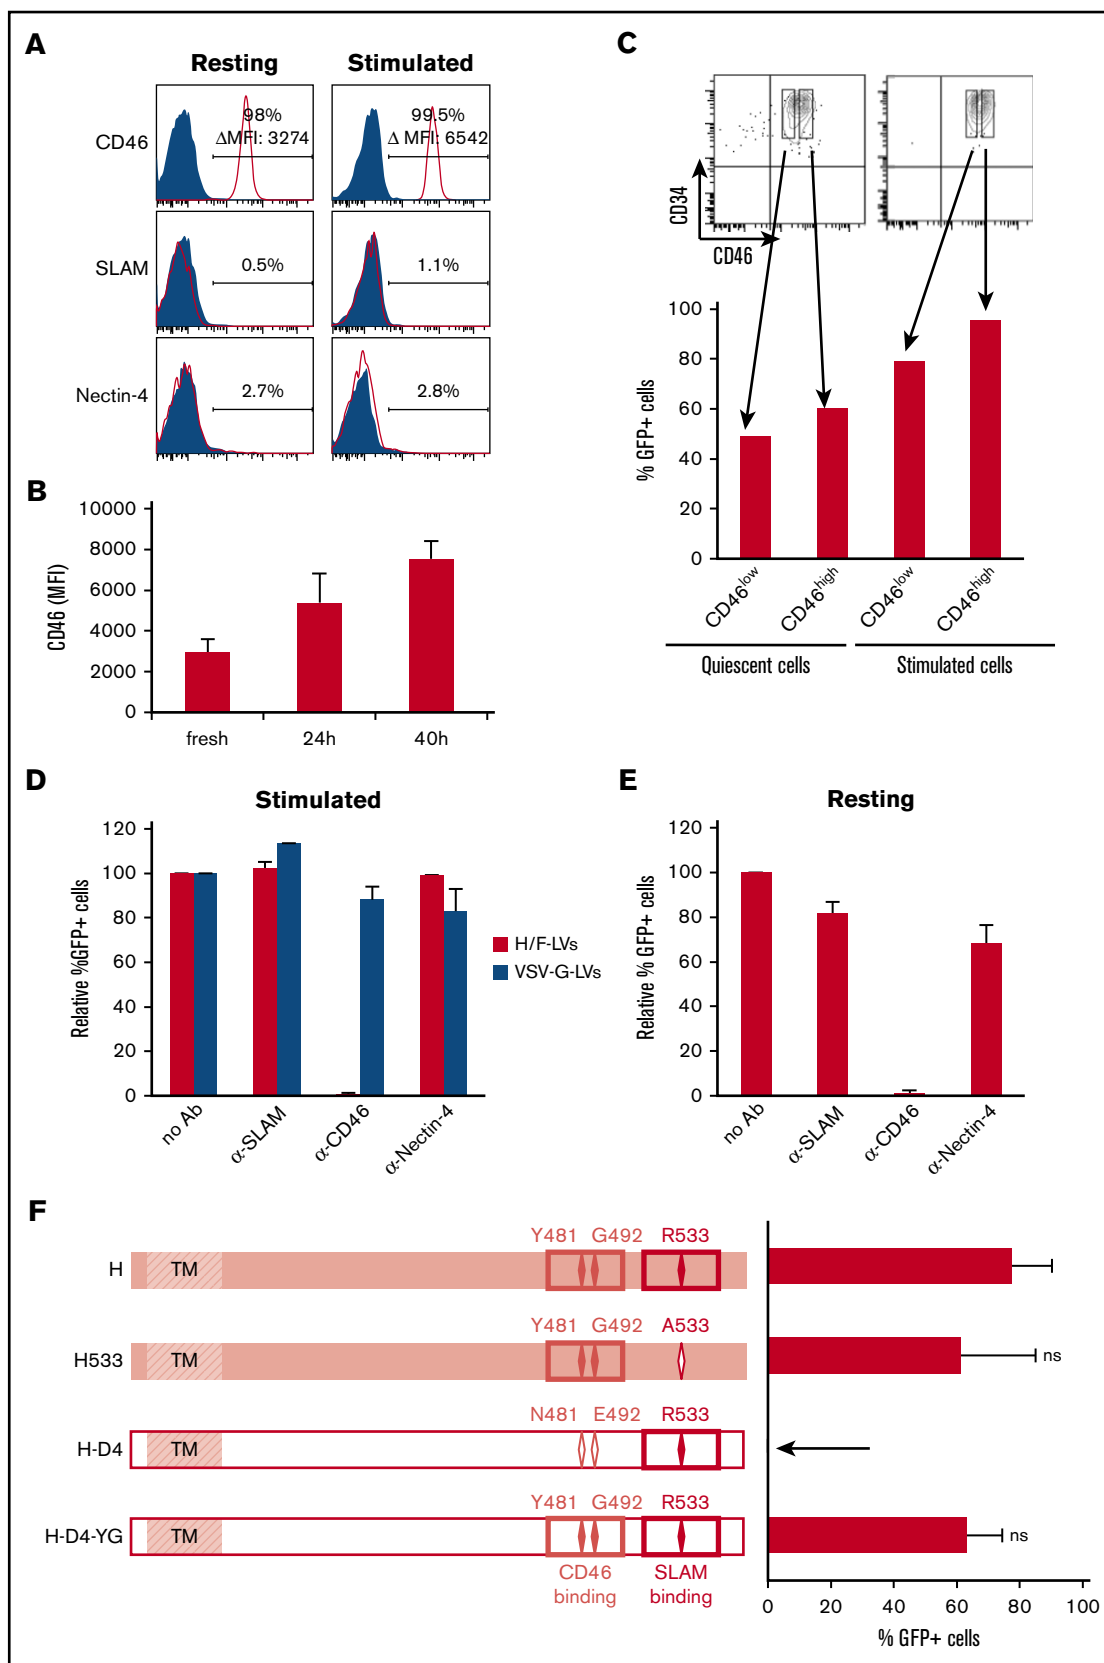 A
Resting
Stimulated
CD46
98%
ΔMFI: 3274
99.5%
Δ MFI: 6542
SLAM
0.5%
1.1%
Nectin-4
2.7%
2.8%
B
10000
8000
6000
4000
2000
0
CD46 (MFI)
fresh
24h
40h
C
CD34
CD46
100
80
60
40
20
0
% GFP+ cells
CD46low
CD46high
CD46low
CD46high
Quiescent cells
Stimulated cells
D
Stimulated
120
100
80
60
40
20
0
Relative %GFP+ cells
no Ab
α-SLAM
α-CD46
α-Nectin-4
H/F-LVs
VSV-G-LVs
E
Resting
120
100
80
60
40
20
0
Relative % GFP+ cells
no Ab
α-SLAM
α-CD46
α-Nectin-4
F
Y481 G492 R533
H
TM
Y481 G492 A533
H533
TM
ns
N481 E492 R533
H-D4
TM
Y481 G492 R533
H-D4-YG
TM
ns
CD46
binding
SLAM
binding
0 20 40 60 80 100
% GFP+ cells